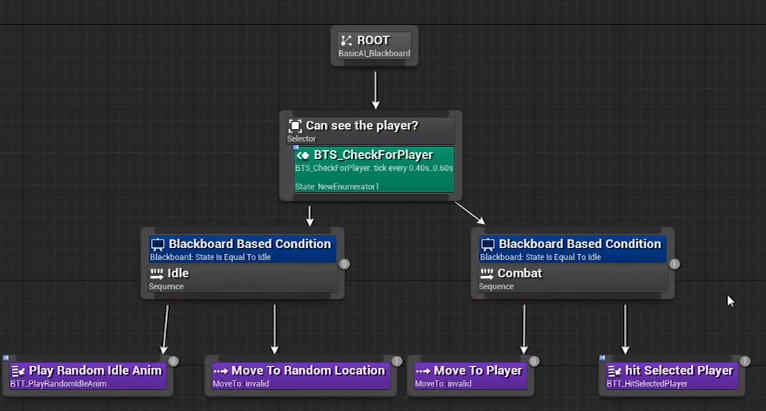 ROOT
BasicAI_Blackboard
Can see the player?
Selector
BTS_CheckForPlayer
BTS_CheckForPlayer: tick every 0.40s..0.60s
State: NewEnumerator1
Blackboard Based Condition
Blackboard: State Is Equal To Idle
Idle
Sequence
0
Blackboard Based Condition
Blackboard: State Is Equal To Idle
Combat
Sequence
1
Play Random Idle Anim
BTT_PlayRandomIdleAnim
0
Move To Random Location
MoveTo: invalid
1
Move To Player
MoveTo: invalid
0
hit Selected Player
BTT_HitSelectedPlayer
1